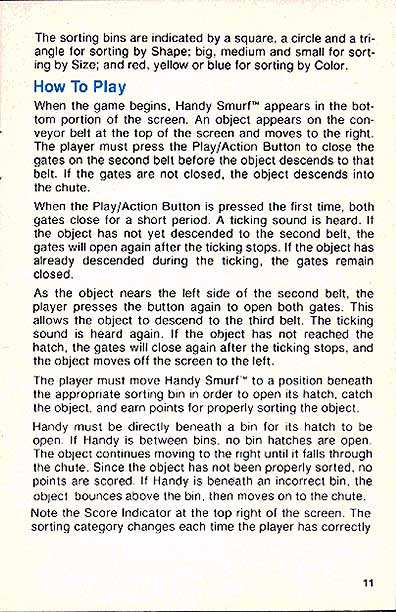 The sorting bins are indicated by a square, a circle and a tri-
angle for sorting by Shape; big, medium and small for sort-
ing by Size; and red, yellow or blue for sorting by Color.
How To Play
When the game begins, Handy Smurf™ appears in the bot-
tom portion of the screen. An object appears on the con-
veyor belt at the top of the screen and moves to the right.
The player must press the Play/Action Button to close the
gates on the second belt before the object descends to that
belt. If the gates are not closed, the object descends into
the chute.
When the Play/Action Button is pressed the first time, both
gates close for a short period. A ticking sound is heard. If
the object has not yet descended to the second belt, the
gates will open again after the ticking stops. If the object has
already descended during the ticking, the gates remain
closed.
As the object nears the left side of the second belt, the
player presses the button again to open both gates. This
allows the object to descend to the third belt. The ticking
sound is heard again. If the object has not reached the
hatch, the gates will close again after the ticking stops, and
the object moves off the screen to the left.
The player must move Handy Smurf™ to a position beneath
the appropriate sorting bin in order to open its hatch, catch
the object, and earn points for properly sorting the object.
Handy must be directly beneath a bin for its hatch to be
open. If Handy is between bins, no bin hatches are open.
The object continues moving to the right until it falls through
the chute. Since the object has not been properly sorted, no
points are scored. If Handy is beneath an incorrect bin, the
object bounces above the bin, then moves on to the chute.
Note the Score Indicator at the top right of the screen. The
sorting category changes each time the player has correctly
11